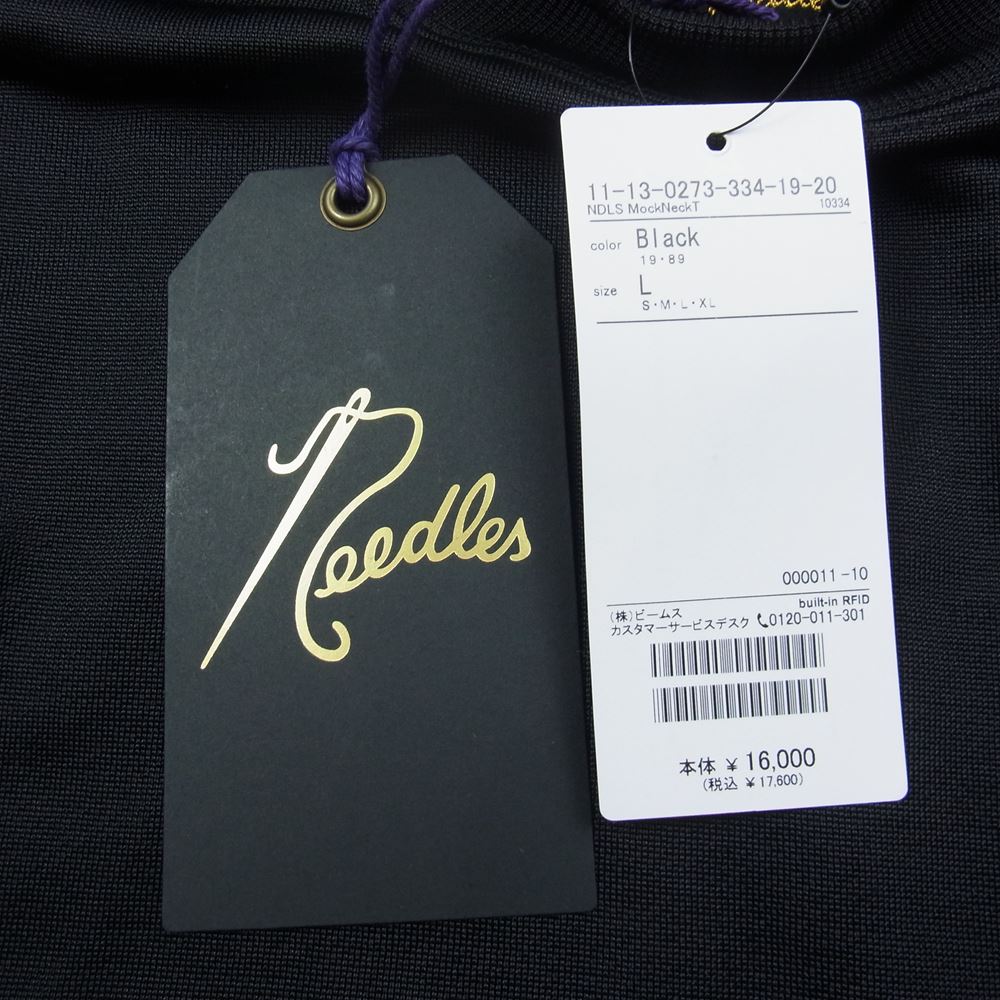 Needles
11-13-0273-334-19-20
NDLS MockNeckT 10334
color Black
19・89
size L
S・M・L・XL
000011-10
built-in RFID
(株)ビームス
カスタマーサービスデスク 0120-011-301
本体 ¥16,000
(税込 ¥17,600)